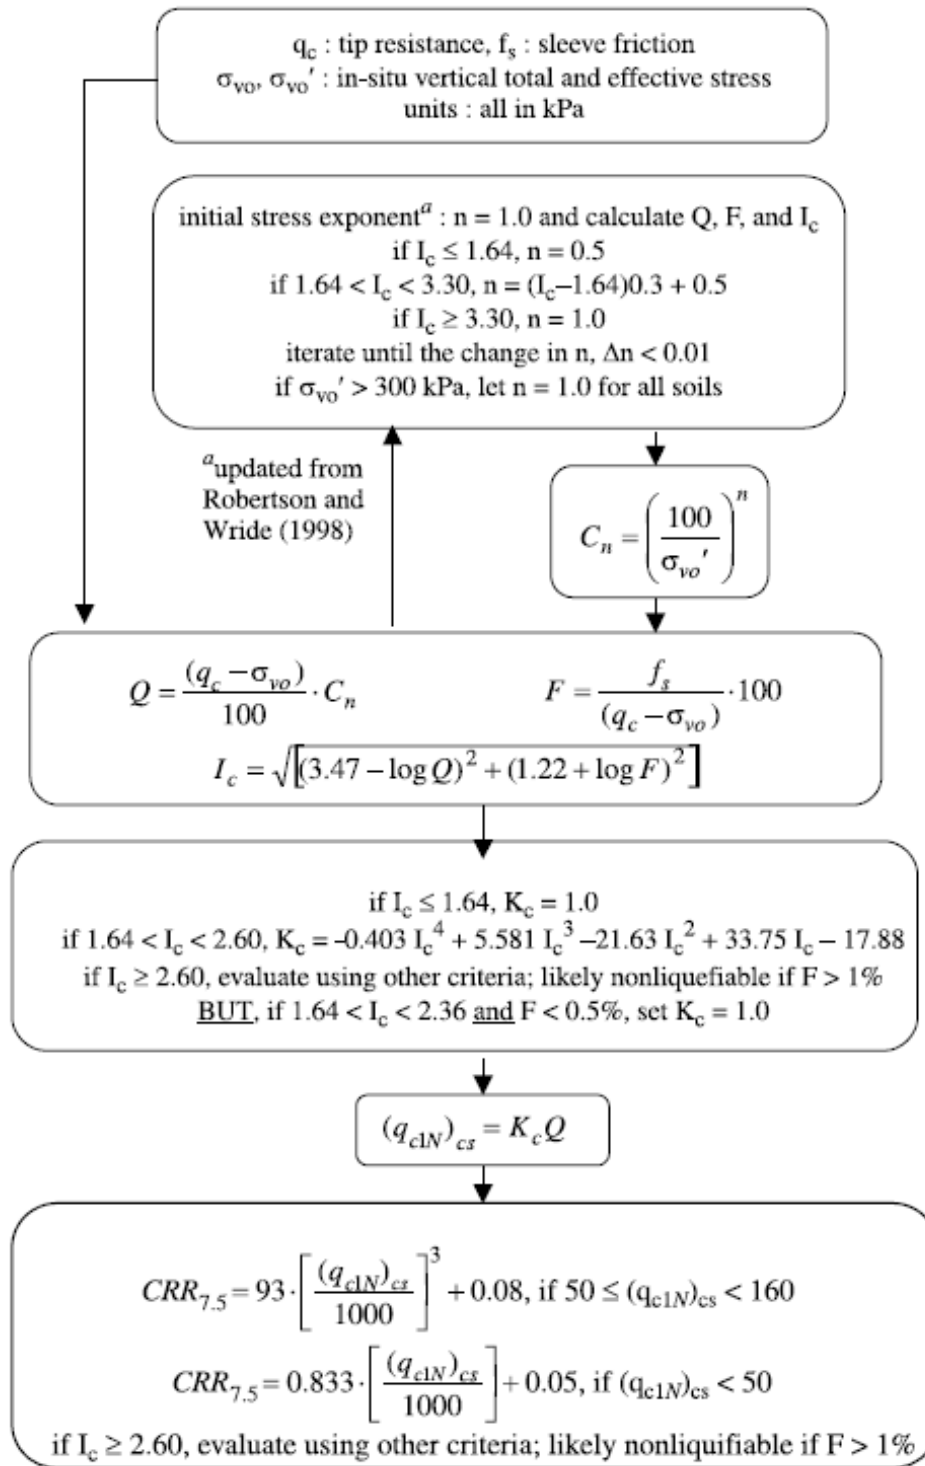 q_c : tip resistance, f_s : sleeve friction
σ_vo, σ_vo′ : in-situ vertical total and effective stress
units : all in kPa
initial stress exponent^a : n = 1.0 and calculate Q, F, and I_c
if I_c ≤ 1.64, n = 0.5
if 1.64 < I_c < 3.30, n = (I_c–1.64)0.3 + 0.5
if I_c ≥ 3.30, n = 1.0
iterate until the change in n, Δn < 0.01
if σ_vo′ > 300 kPa, let n = 1.0 for all soils
^a updated from
Robertson and
Wride (1998)
C_n = (100 / σ_vo′)^n
Q = (q_c – σ_vo) / 100 · C_n
F = f_s / (q_c – σ_vo) · 100
I_c = √[(3.47 – log Q)^2 + (1.22 + log F)^2]
if I_c ≤ 1.64, K_c = 1.0
if 1.64 < I_c < 2.60, K_c = –0.403 I_c^4 + 5.581 I_c^3 –21.63 I_c^2 + 33.75 I_c – 17.88
if I_c ≥ 2.60, evaluate using other criteria; likely nonliquefiable if F > 1%
BUT, if 1.64 < I_c < 2.36 and F < 0.5%, set K_c = 1.0
(q_c1N)_cs = K_c Q
CRR_7.5 = 93 · [(q_c1N)_cs / 1000]^3 + 0.08, if 50 ≤ (q_c1N)_cs < 160
CRR_7.5 = 0.833 · [(q_c1N)_cs / 1000] + 0.05, if (q_c1N)_cs < 50
if I_c ≥ 2.60, evaluate using other criteria; likely nonliquifiable if F > 1%